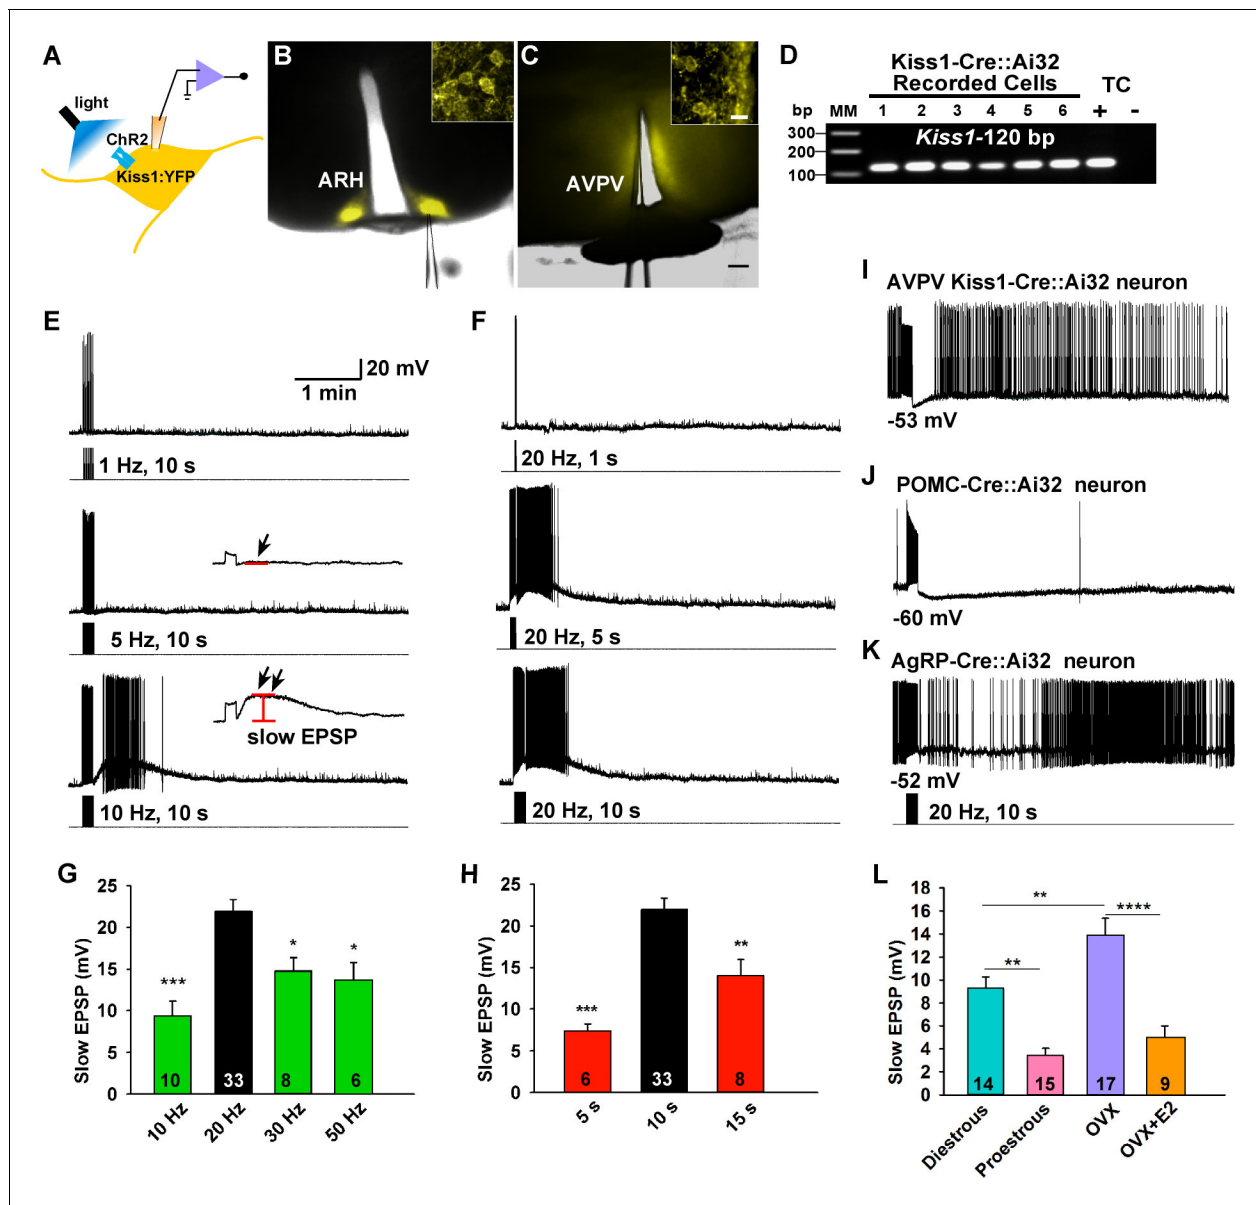 A
light
ChR2
Kiss1:YFP
B
ARH
C
AVPV
D
Kiss1-Cre::Ai32
Recorded Cells
TC
bp
MM
1 2 3 4 5 6 + -
300
200
100
Kiss1-120 bp
E
20 mV
1 min
1 Hz, 10 s
5 Hz, 10 s
slow EPSP
10 Hz, 10 s
F
20 Hz, 1 s
20 Hz, 5 s
20 Hz, 10 s
I
AVPV Kiss1-Cre::Ai32 neuron
-53 mV
J
POMC-Cre::Ai32 neuron
-60 mV
K
AgRP-Cre::Ai32 neuron
-52 mV
20 Hz, 10 s
G
Slow EPSP (mV)
25
20
15
10
5
0
***
*
*
10 33 8 6
10 Hz 20 Hz 30 Hz 50 Hz
H
Slow EPSP (mV)
25
20
15
10
5
0
***
**
6 33 8
5 s 10 s 15 s
L
Slow EPSP (mV)
18
16
14
12
10
8
6
4
2
0
**
****
**
14 15 17 9
Diestrous Proestrous OVX OVX+E2